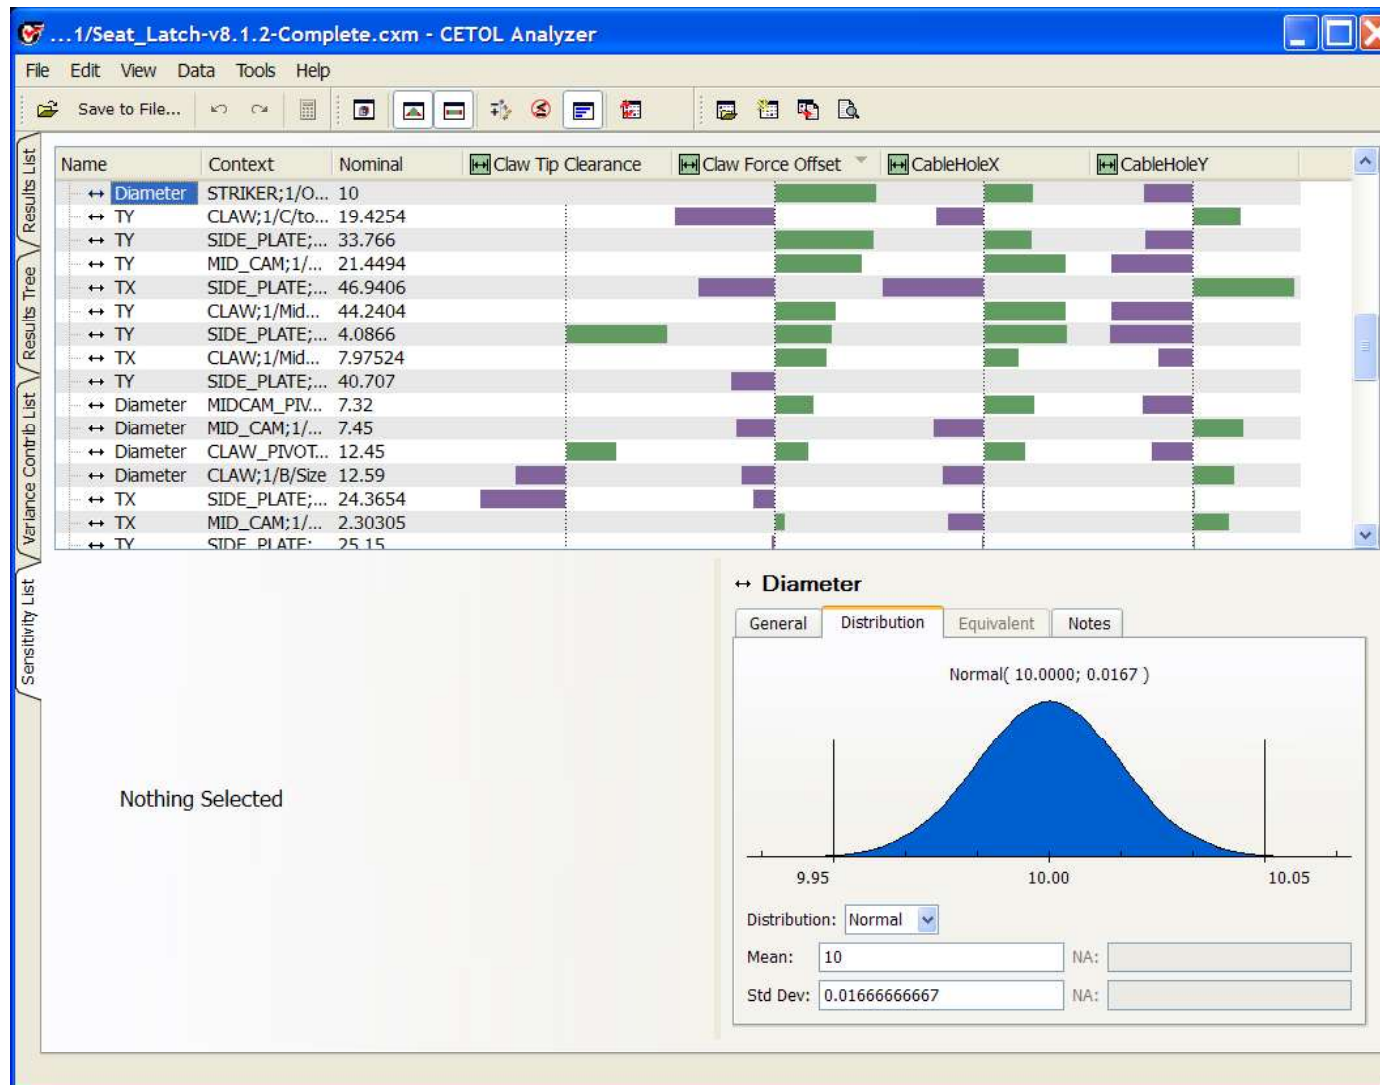 ...1/Seat_Latch-v8.1.2-Complete.cxm - CETOL Analyzer
File Edit View Data Tools Help
Save to File...
Results List
Results Tree
Variance Contrib List
Sensitivity List
Name Context Nominal Claw Tip Clearance Claw Force Offset CableHoleX CableHoleY
Diameter STRIKER;1/O... 10
TY CLAW;1/C/to... 19.4254
TY SIDE_PLATE;... 33.766
TY MID_CAM;1/... 21.4494
TX SIDE_PLATE;... 46.9406
TY CLAW;1/Mid... 44.2404
TY SIDE_PLATE;... 4.0866
TX CLAW;1/Mid... 7.97524
TY SIDE_PLATE;... 40.707
Diameter MIDCAM_PIV... 7.32
Diameter MID_CAM;1/... 7.45
Diameter CLAW_PIVOT... 12.45
Diameter CLAW;1/B/Size 12.59
TX SIDE_PLATE;... 24.3654
TX MID_CAM;1/... 2.30305
TY SIDE_PLATE; 25.15
Nothing Selected
Diameter
General Distribution Equivalent Notes
Normal( 10.0000; 0.0167 )
9.95 10.00 10.05
Distribution: Normal
Mean: 10 NA:
Std Dev: 0.01666666667 NA: